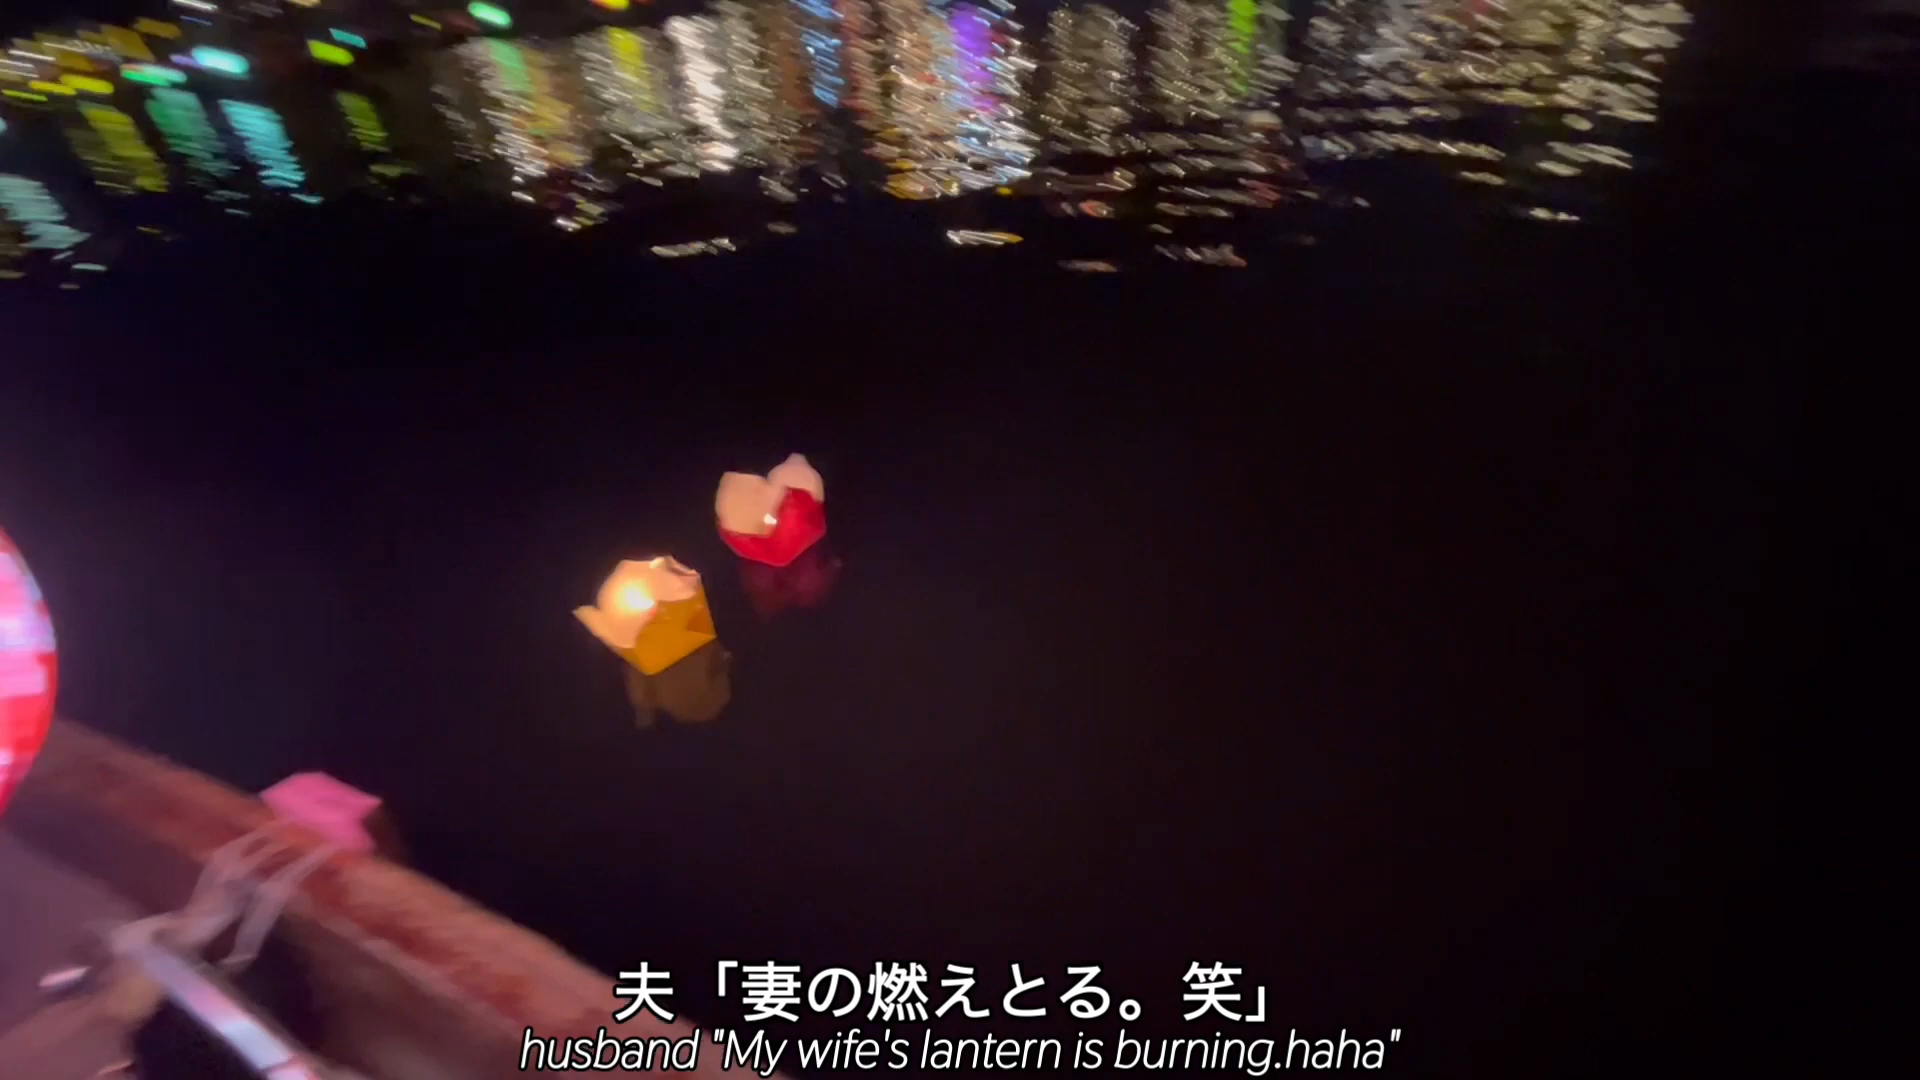 夫「妻の燃えとる。笑」
husband "My wife's lantern is burning.haha"